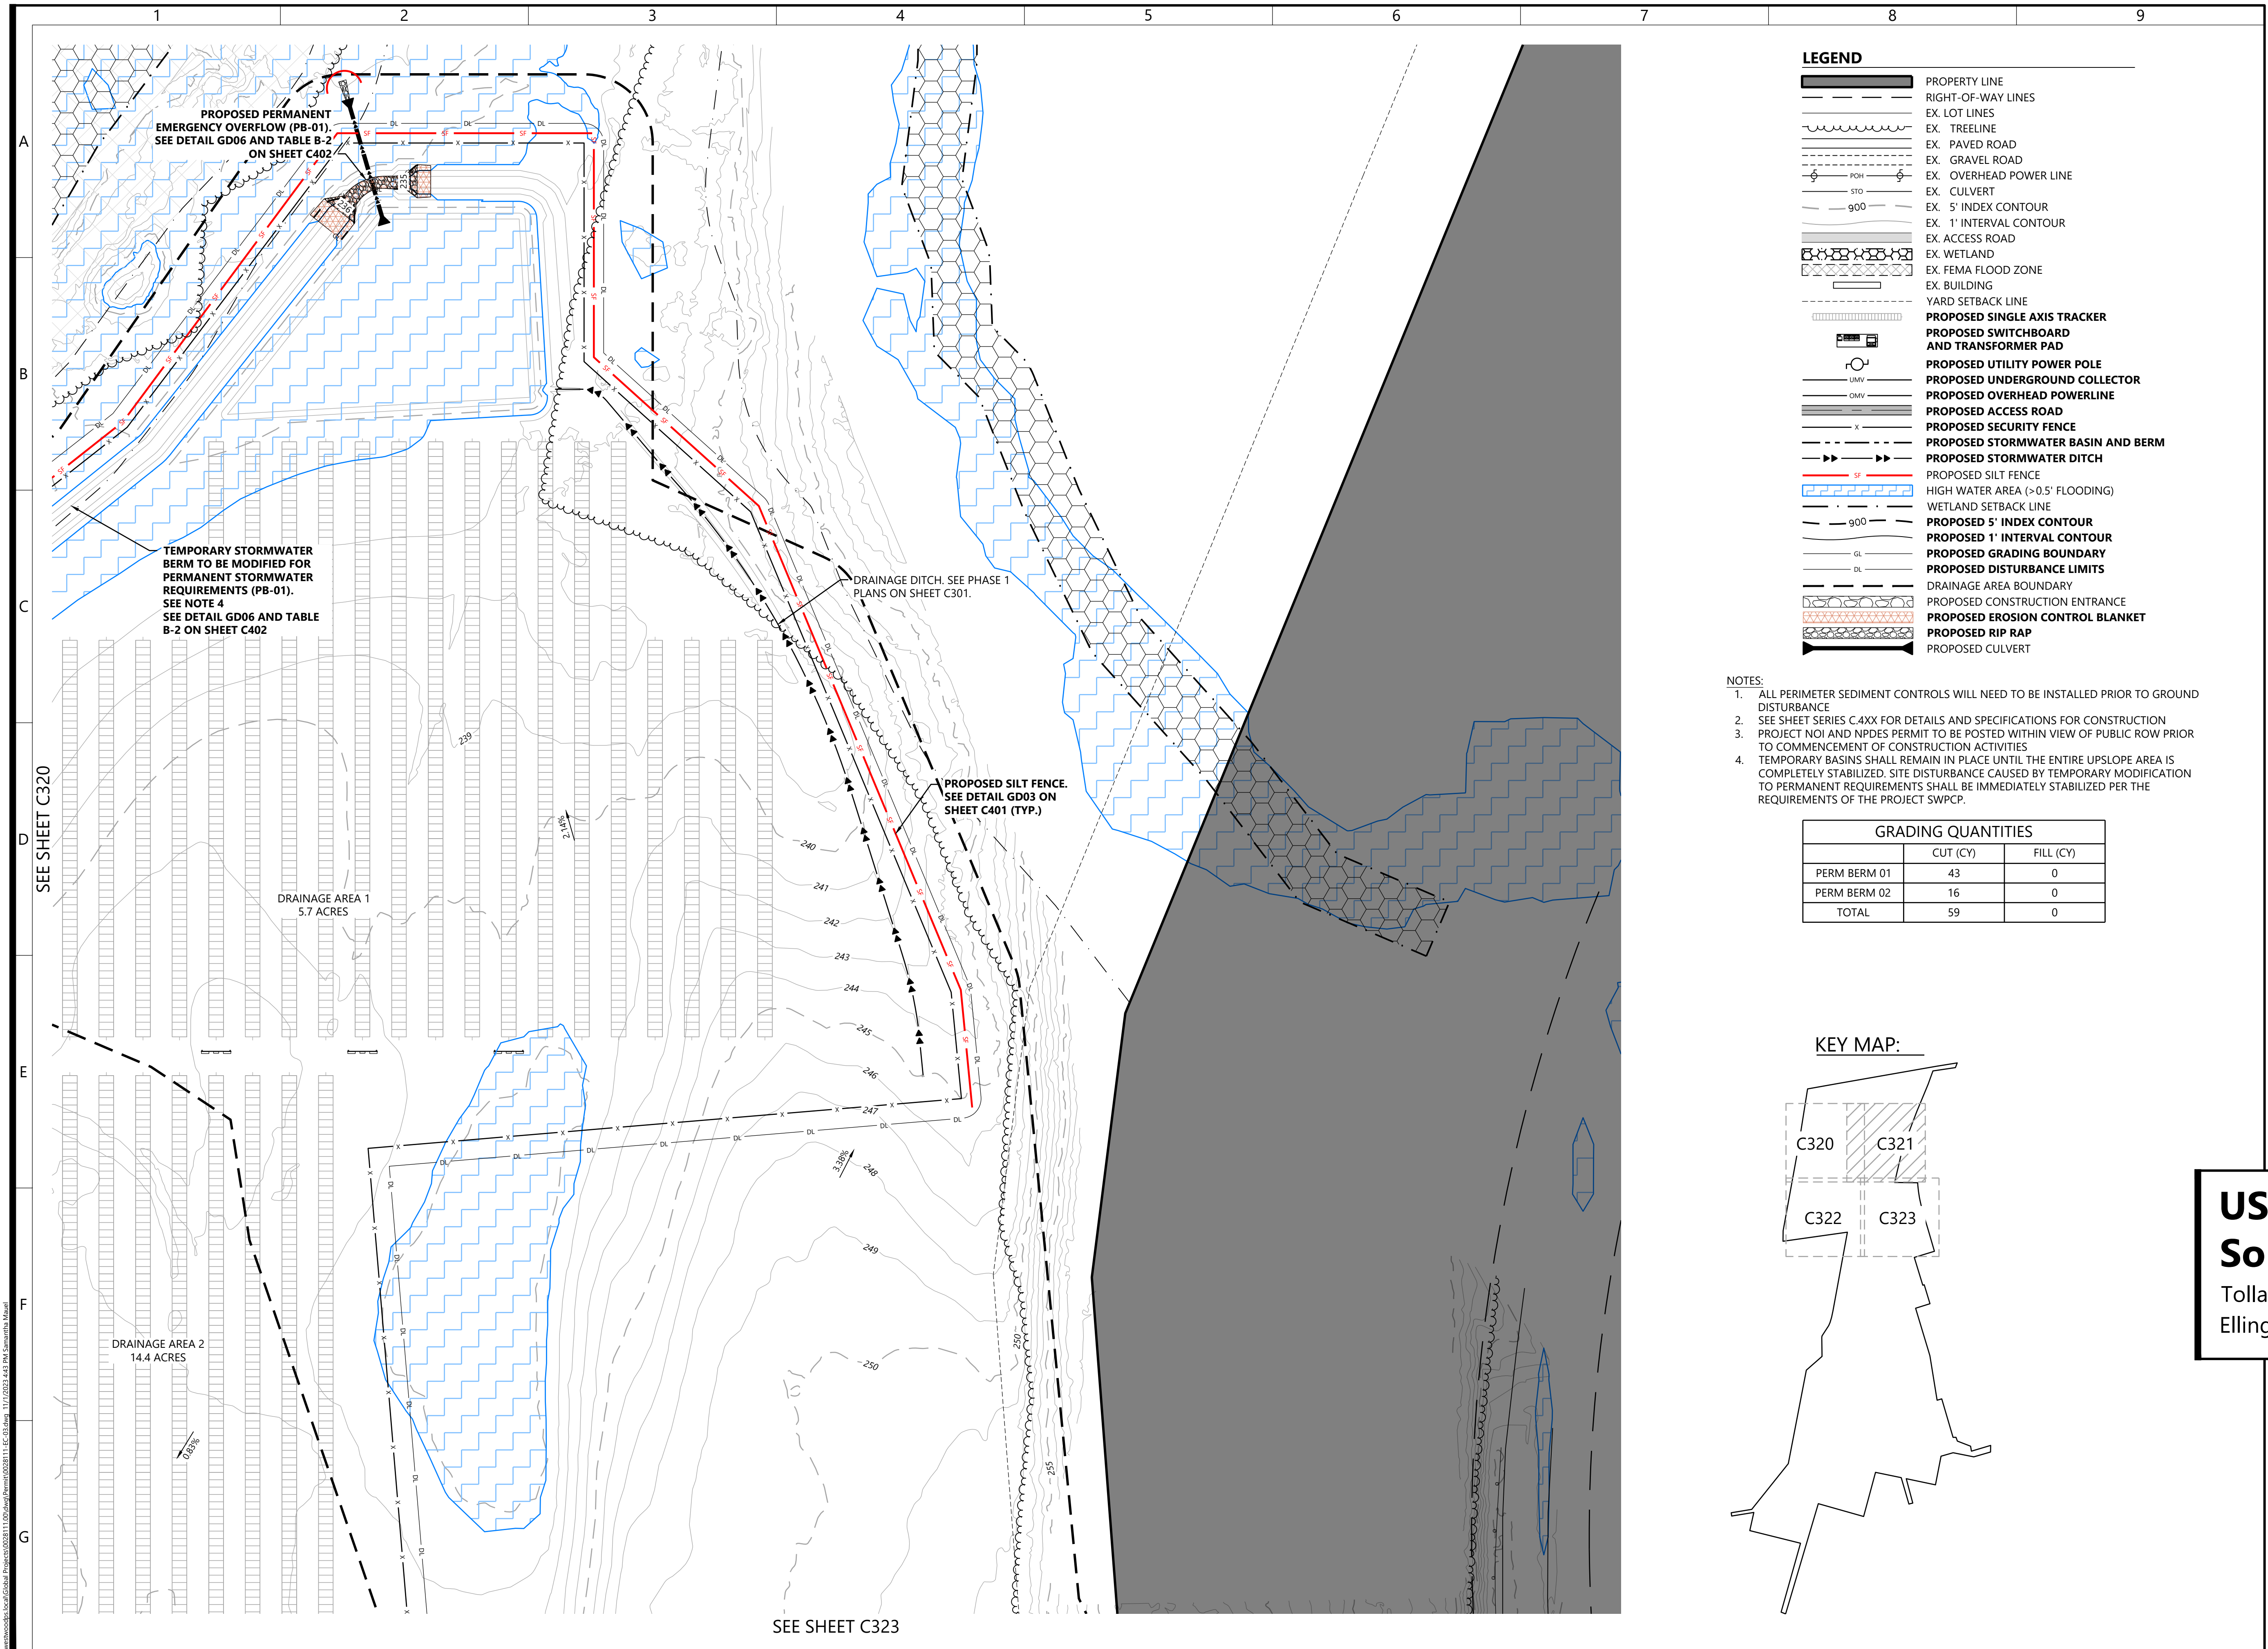 1 2 3 4 5 6 7 8 9
A
B
C
D
E
F
G
PROPOSED PERMANENT
EMERGENCY OVERFLOW (PB-01).
SEE DETAIL GD06 AND TABLE B-2
ON SHEET C402
235
236
TEMPORARY STORMWATER
BERM TO BE MODIFIED FOR
PERMANENT STORMWATER
REQUIREMENTS (PB-01).
SEE NOTE 4
SEE DETAIL GD06 AND TABLE
B-2 ON SHEET C402
DRAINAGE DITCH. SEE PHASE 1
PLANS ON SHEET C301.
PROPOSED SILT FENCE.
SEE DETAIL GD03 ON
SHEET C401 (TYP.)
SEE SHEET C320
239
2.14%
240
241
242
243
244
245
246
247
248
249
250
250
255
3.38%
0.83%
DRAINAGE AREA 1
5.7 ACRES
DRAINAGE AREA 2
14.4 ACRES
SEE SHEET C323
LEGEND
PROPERTY LINE
RIGHT-OF-WAY LINES
EX. LOT LINES
EX. TREELINE
EX. PAVED ROAD
EX. GRAVEL ROAD
POH EX. OVERHEAD POWER LINE
STO EX. CULVERT
900 EX. 5' INDEX CONTOUR
EX. 1' INTERVAL CONTOUR
EX. ACCESS ROAD
EX. WETLAND
EX. FEMA FLOOD ZONE
EX. BUILDING
YARD SETBACK LINE
PROPOSED SINGLE AXIS TRACKER
PROPOSED SWITCHBOARD
AND TRANSFORMER PAD
PROPOSED UTILITY POWER POLE
UMV PROPOSED UNDERGROUND COLLECTOR
OMV PROPOSED OVERHEAD POWERLINE
PROPOSED ACCESS ROAD
X PROPOSED SECURITY FENCE
PROPOSED STORMWATER BASIN AND BERM
PROPOSED STORMWATER DITCH
SF PROPOSED SILT FENCE
HIGH WATER AREA (>0.5' FLOODING)
WETLAND SETBACK LINE
900 PROPOSED 5' INDEX CONTOUR
PROPOSED 1' INTERVAL CONTOUR
GL PROPOSED GRADING BOUNDARY
DL PROPOSED DISTURBANCE LIMITS
DRAINAGE AREA BOUNDARY
PROPOSED CONSTRUCTION ENTRANCE
PROPOSED EROSION CONTROL BLANKET
PROPOSED RIP RAP
PROPOSED CULVERT
NOTES:
1. ALL PERIMETER SEDIMENT CONTROLS WILL NEED TO BE INSTALLED PRIOR TO GROUND
DISTURBANCE
2. SEE SHEET SERIES C.4XX FOR DETAILS AND SPECIFICATIONS FOR CONSTRUCTION
3. PROJECT NOI AND NPDES PERMIT TO BE POSTED WITHIN VIEW OF PUBLIC ROW PRIOR
TO COMMENCEMENT OF CONSTRUCTION ACTIVITIES
4. TEMPORARY BASINS SHALL REMAIN IN PLACE UNTIL THE ENTIRE UPSLOPE AREA IS
COMPLETELY STABILIZED. SITE DISTURBANCE CAUSED BY TEMPORARY MODIFICATION
TO PERMANENT REQUIREMENTS SHALL BE IMMEDIATELY STABILIZED PER THE
REQUIREMENTS OF THE PROJECT SWPCP.
GRADING QUANTITIES
CUT (CY) FILL (CY)
PERM BERM 01 43 0
PERM BERM 02 16 0
TOTAL 59 0
KEY MAP:
C320 C321
C322 C323
US
So
Tolla
Elling